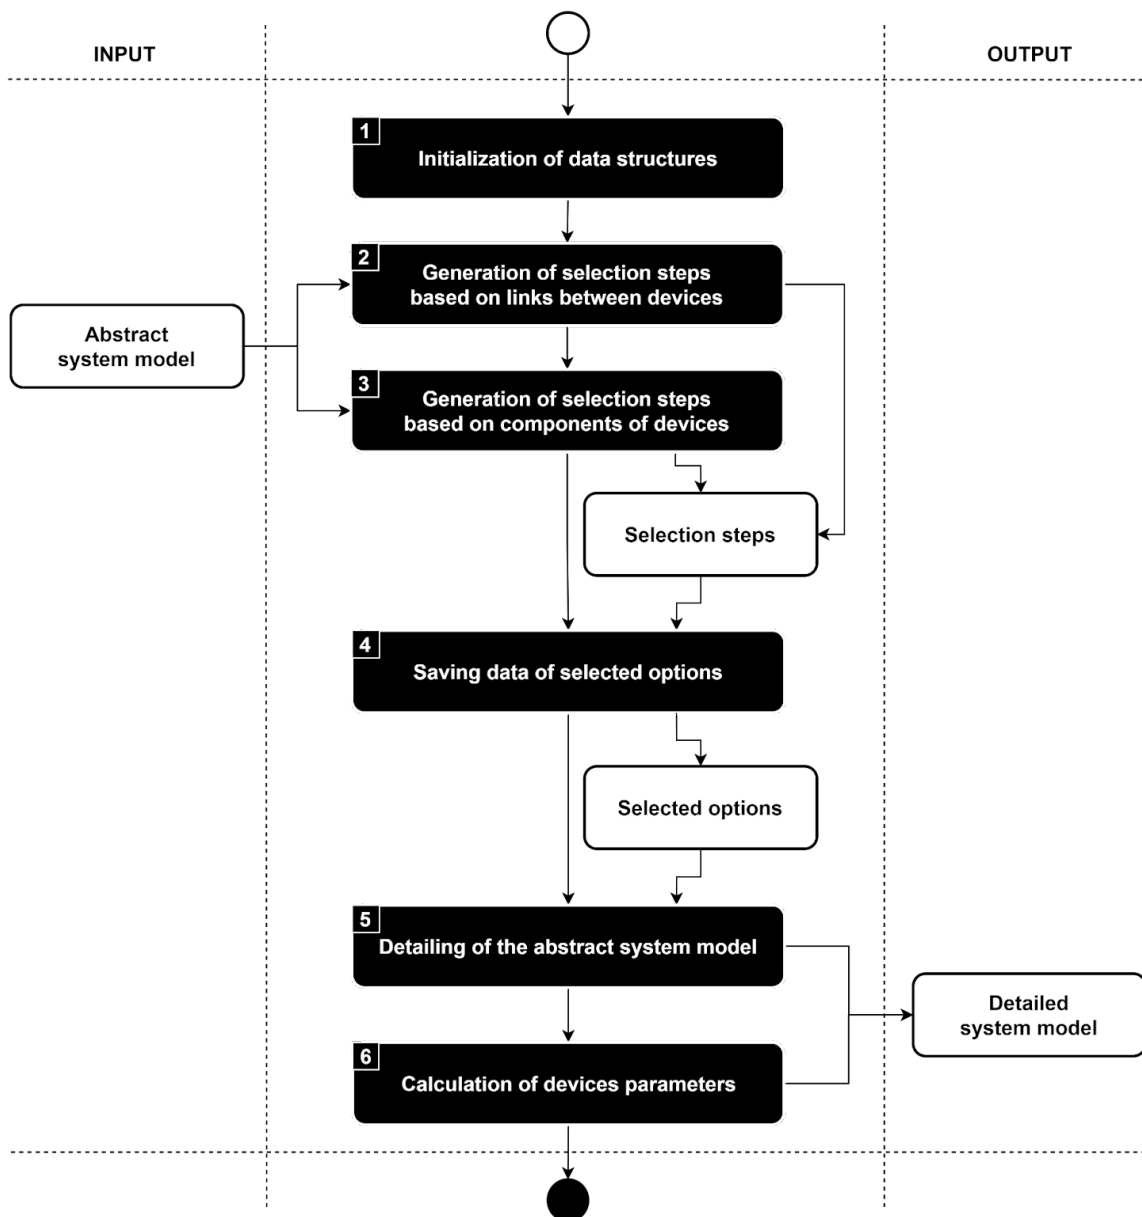 INPUT
OUTPUT
1
Initialization of data structures
2
Generation of selection steps
based on links between devices
Abstract
system model
3
Generation of selection steps
based on components of devices
Selection steps
4
Saving data of selected options
Selected options
5
Detailing of the abstract system model
Detailed
system model
6
Calculation of devices parameters